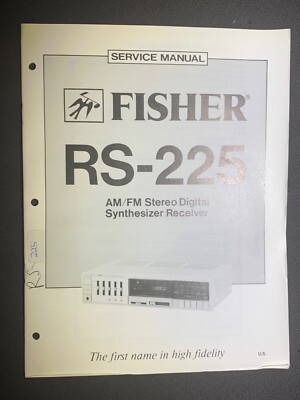 SERVICE MANUAL
FISHER®
RS-225
AM/FM Stereo Digital
Synthesizer Receiver
RS-
225
The first name in high fidelity
U.S.